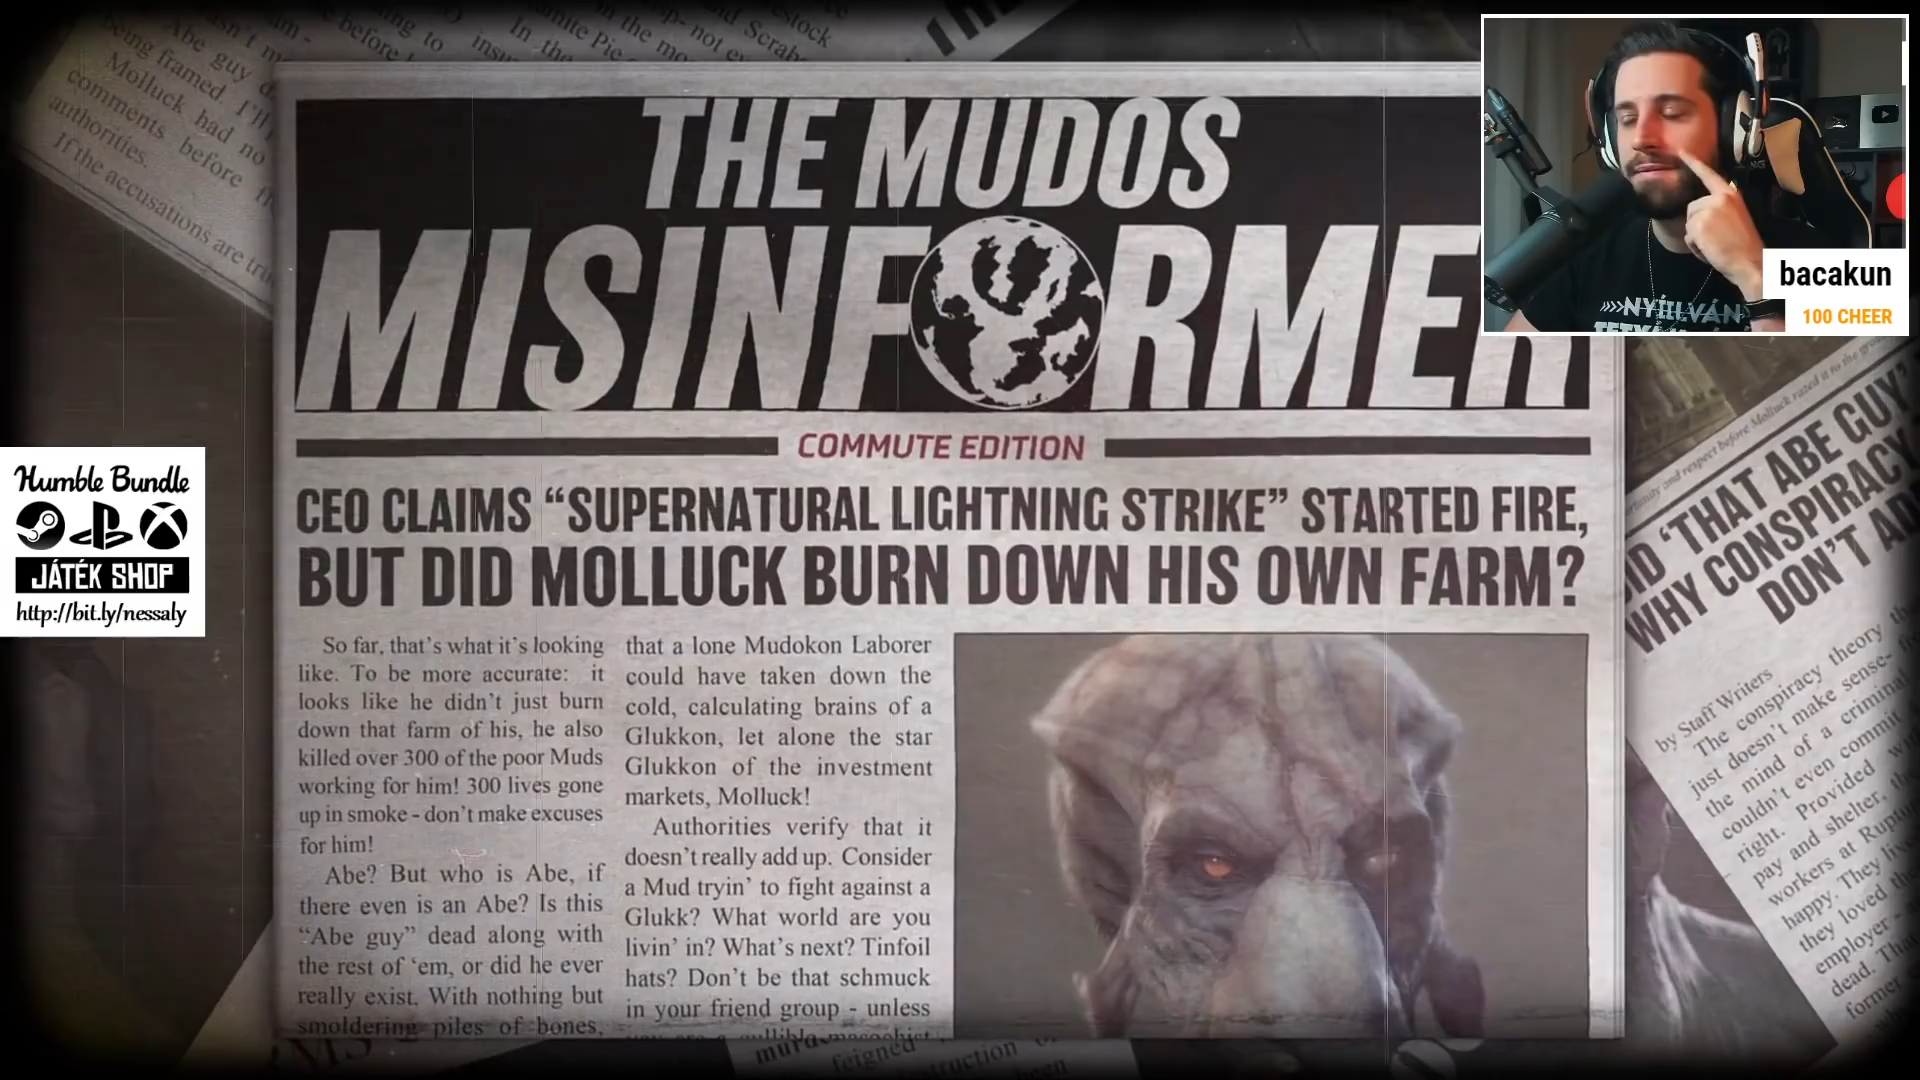 THE MUDOS
MISINFORMER
COMMUTE EDITION
CEO CLAIMS “SUPERNATURAL LIGHTNING STRIKE” STARTED FIRE,
BUT DID MOLLUCK BURN DOWN HIS OWN FARM?
So far, that’s what it’s looking
like. To be more accurate: it
looks like he didn’t just burn
down that farm of his, he also
killed over 300 of the poor Muds
working for him! 300 lives gone
up in smoke - don’t make excuses
for him!
Abe? But who is Abe, if
there even is an Abe? Is this
“Abe guy” dead along with
the rest of ‘em, or did he ever
really exist. With nothing but
smoldering piles of bones,
that a lone Mudokon Laborer
could have taken down the
cold, calculating brains of a
Glukkon, let alone the star
Glukkon of the investment
markets, Molluck!
Authorities verify that it
doesn’t really add up. Consider
a Mud tryin’ to fight against a
Glukk? What world are you
livin’ in? What’s next? Tinfoil
hats? Don’t be that schmuck
in your friend group - unless
Abe guy
being framed. I’ll
Molluck had no
comments before
authorities.
If the accusations are
‘THAT ABE GUY’
WHY CONSPIRACY
DON’T
by Staff Writers
The conspiracy theory
just doesn’t make sense-
the mind of a criminal
couldn’t even commit
right. Provided
pay and shelter,
workers at
happy. They
they loved
employer -
dead.
former
feigned
bacakun
100 CHEER
Humble Bundle
JÁTÉK SHOP
http://bit.ly/nessaly